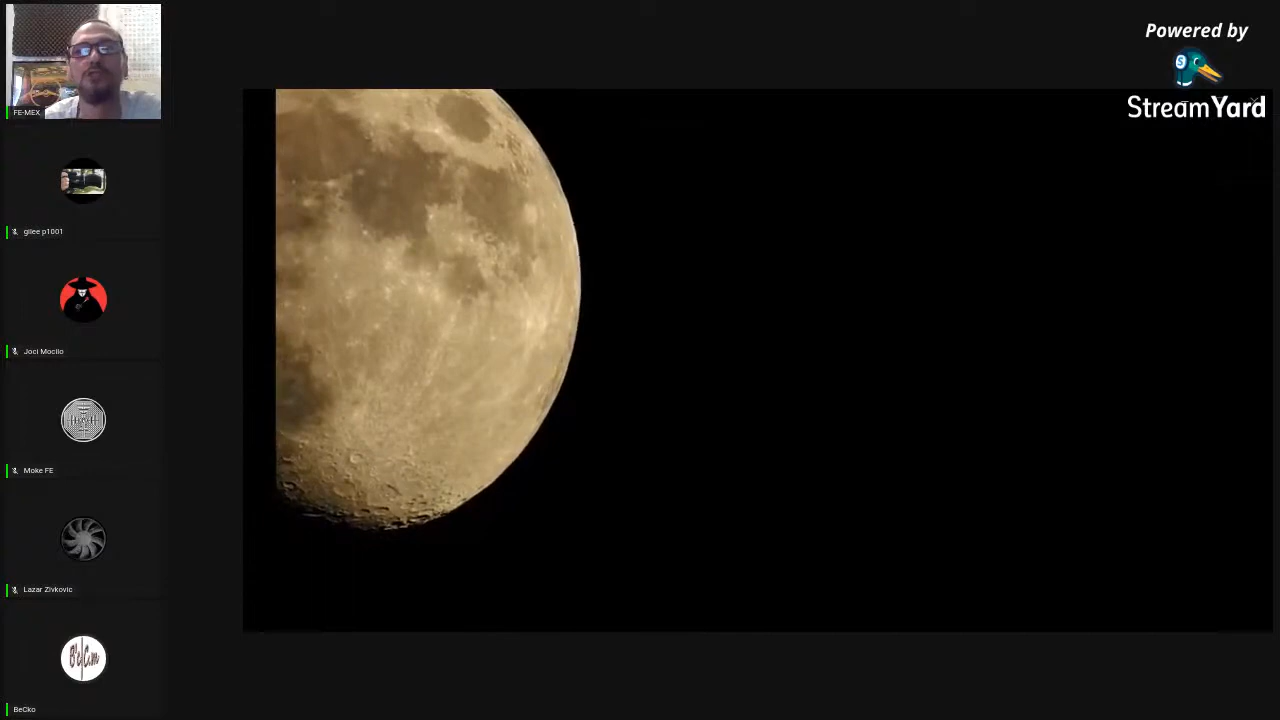 Powered by
StreamYard
FE-MEX
gilee p1001
Joci Mocilo
Moke FE
Lazar Zivkovic
BeCko